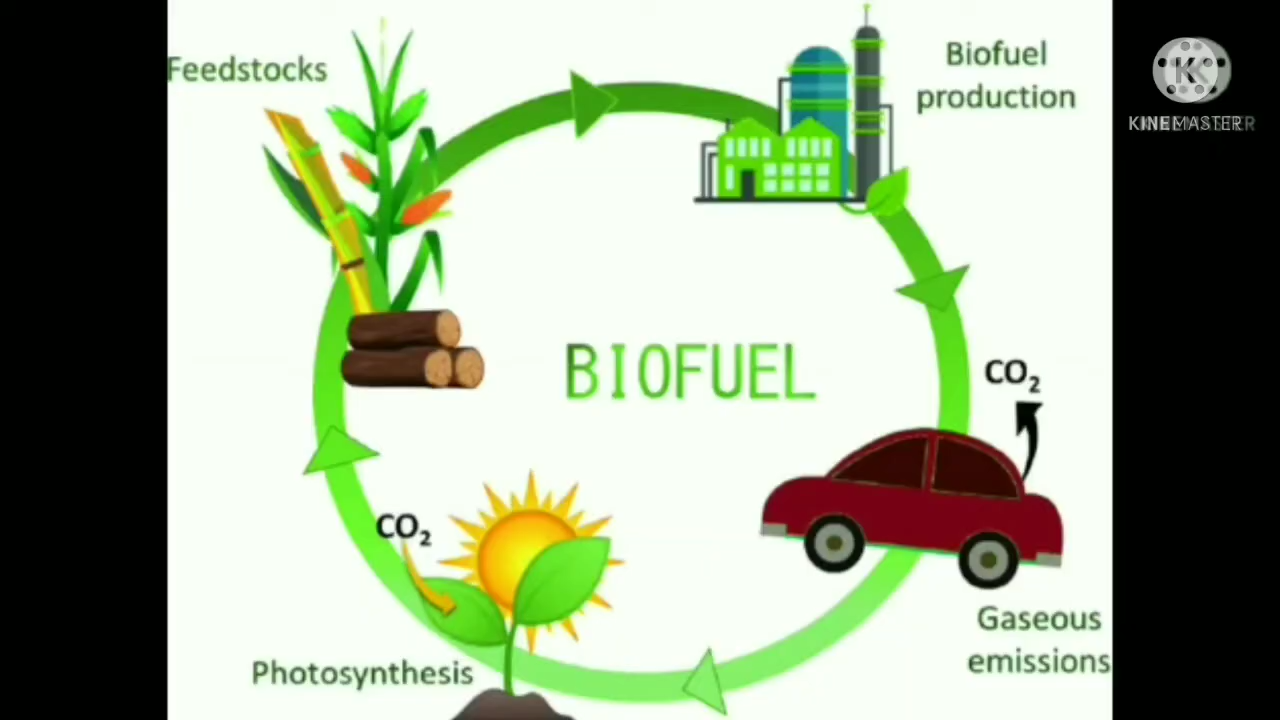 Feedstocks
Biofuel
production
KINEMASTER
BIOFUEL
CO₂
CO₂
Gaseous
emissions
Photosynthesis